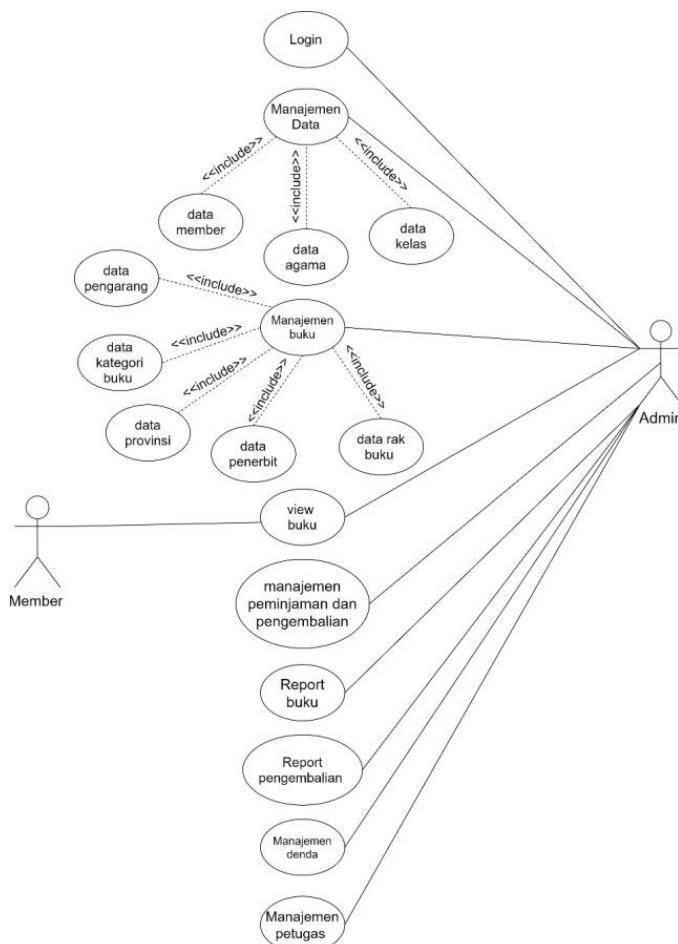 Login
Manajemen
Data
<<include>>
<<include>>
<<include>>
data
member
data
agama
data
kelas
data
pengarang
<<include>>
Manajemen
buku
data
kategori
buku
<<include>>
<<include>>
<<include>>
<<include>>
data
provinsi
data
penerbit
data rak
buku
Admin
view
buku
Member
manajemen
peminjaman dan
pengembalian
Report
buku
Report
pengembalian
Manajemen
denda
Manajemen
petugas